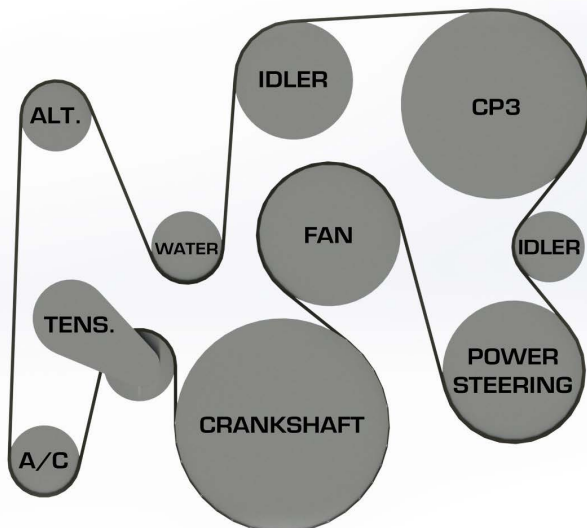 IDLER
CP3
ALT.
WATER
FAN
IDLER
TENS.
POWER
STEERING
CRANKSHAFT
A/C